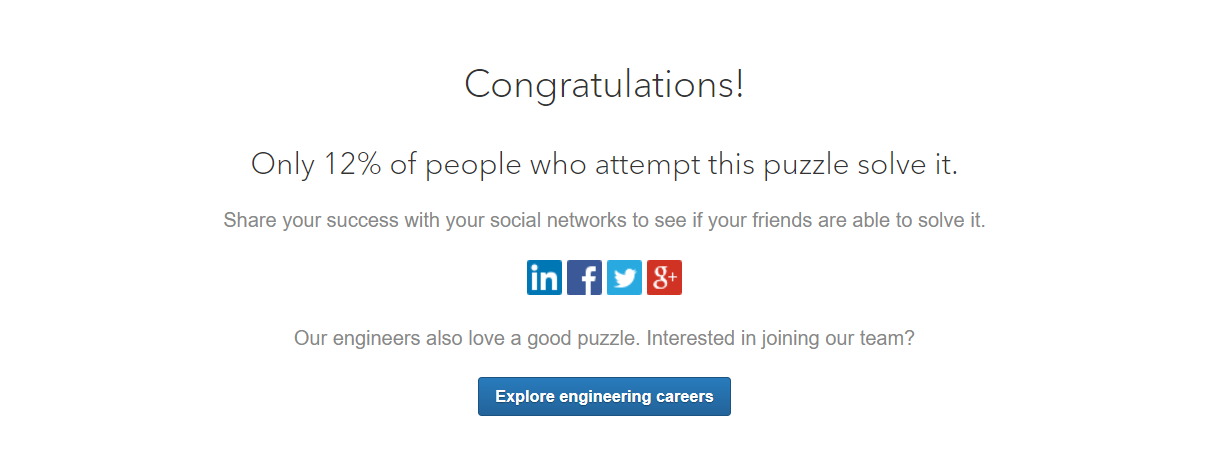 Congratulations!
Only 12% of people who attempt this puzzle solve it.
Share your success with your social networks to see if your friends are able to solve it.
in f g+
Our engineers also love a good puzzle. Interested in joining our team?
Explore engineering careers